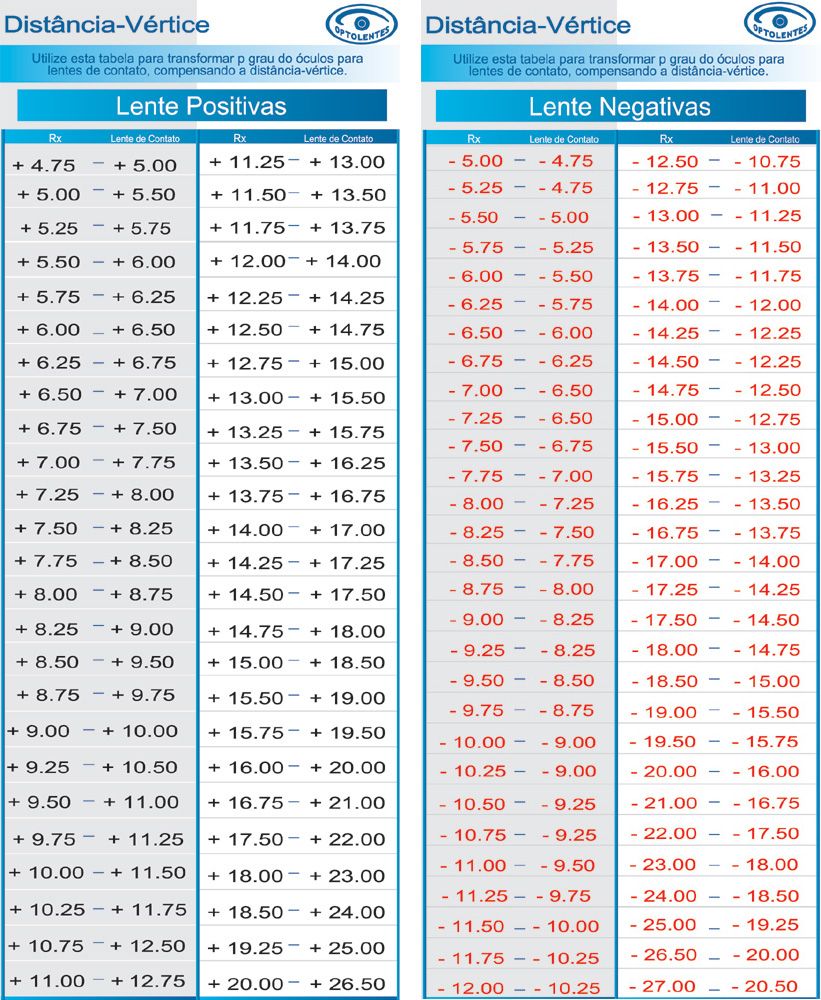 Distância-Vértice
OPTOLENTES
Utilize esta tabela para transformar p grau do óculos para
lentes de contato, compensando a distância-vértice.
Lente Positivas
Rx Lente de Contato Rx Lente de Contato
+ 4.75 – + 5.00 + 11.25 – + 13.00
+ 5.00 – + 5.50 + 11.50 – + 13.50
+ 5.25 – + 5.75 + 11.75 – + 13.75
+ 5.50 – + 6.00 + 12.00 – + 14.00
+ 5.75 – + 6.25 + 12.25 – + 14.25
+ 6.00 – + 6.50 + 12.50 – + 14.75
+ 6.25 – + 6.75 + 12.75 – + 15.00
+ 6.50 – + 7.00 + 13.00 – + 15.50
+ 6.75 – + 7.50 + 13.25 – + 15.75
+ 7.00 – + 7.75 + 13.50 – + 16.25
+ 7.25 – + 8.00 + 13.75 – + 16.75
+ 7.50 – + 8.25 + 14.00 – + 17.00
+ 7.75 – + 8.50 + 14.25 – + 17.25
+ 8.00 – + 8.75 + 14.50 – + 17.50
+ 8.25 – + 9.00 + 14.75 – + 18.00
+ 8.50 – + 9.50 + 15.00 – + 18.50
+ 8.75 – + 9.75 + 15.50 – + 19.00
+ 9.00 – + 10.00 + 15.75 – + 19.50
+ 9.25 – + 10.50 + 16.00 – + 20.00
+ 9.50 – + 11.00 + 16.75 – + 21.00
+ 9.75 – + 11.25 + 17.50 – + 22.00
+ 10.00 – + 11.50 + 18.00 – + 23.00
+ 10.25 – + 11.75 + 18.50 – + 24.00
+ 10.75 – + 12.50 + 19.25 – + 25.00
+ 11.00 – + 12.75 + 20.00 – + 26.50
Distância-Vértice
OPTOLENTES
Utilize esta tabela para transformar p grau do óculos para
lentes de contato, compensando a distância-vértice.
Lente Negativas
Rx Lente de Contato Rx Lente de Contato
- 5.00 – - 4.75 - 12.50 – - 10.75
- 5.25 – - 4.75 - 12.75 – - 11.00
- 5.50 – - 5.00 - 13.00 – - 11.25
- 5.75 – - 5.25 - 13.50 – - 11.50
- 6.00 – - 5.50 - 13.75 – - 11.75
- 6.25 – - 5.75 - 14.00 – - 12.00
- 6.50 – - 6.00 - 14.25 – - 12.25
- 6.75 – - 6.25 - 14.50 – - 12.25
- 7.00 – - 6.50 - 14.75 – - 12.50
- 7.25 – - 6.50 - 15.00 – - 12.75
- 7.50 – - 6.75 - 15.50 – - 13.00
- 7.75 – - 7.00 - 15.75 – - 13.25
- 8.00 – - 7.25 - 16.25 – - 13.50
- 8.25 – - 7.50 - 16.75 – - 13.75
- 8.50 – - 7.75 - 17.00 – - 14.00
- 8.75 – - 8.00 - 17.25 – - 14.25
- 9.00 – - 8.25 - 17.50 – - 14.50
- 9.25 – - 8.25 - 18.00 – - 14.75
- 9.50 – - 8.50 - 18.50 – - 15.00
- 9.75 – - 8.75 - 19.00 – - 15.50
- 10.00 – - 9.00 - 19.50 – - 15.75
- 10.25 – - 9.00 - 20.00 – - 16.00
- 10.50 – - 9.25 - 21.00 – - 16.75
- 10.75 – - 9.25 - 22.00 – - 17.50
- 11.00 – - 9.50 - 23.00 – - 18.00
- 11.25 – - 9.75 - 24.00 – - 18.50
- 11.50 – - 10.00 - 25.00 – - 19.25
- 11.75 – - 10.25 - 26.50 – - 20.00
- 12.00 – - 10.25 - 27.00 – - 20.50